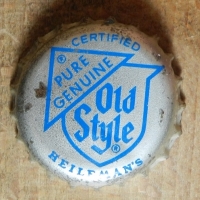 CERTIFIED
® PURE
GENUINE
Old
Style
®
HEILEMAN'S